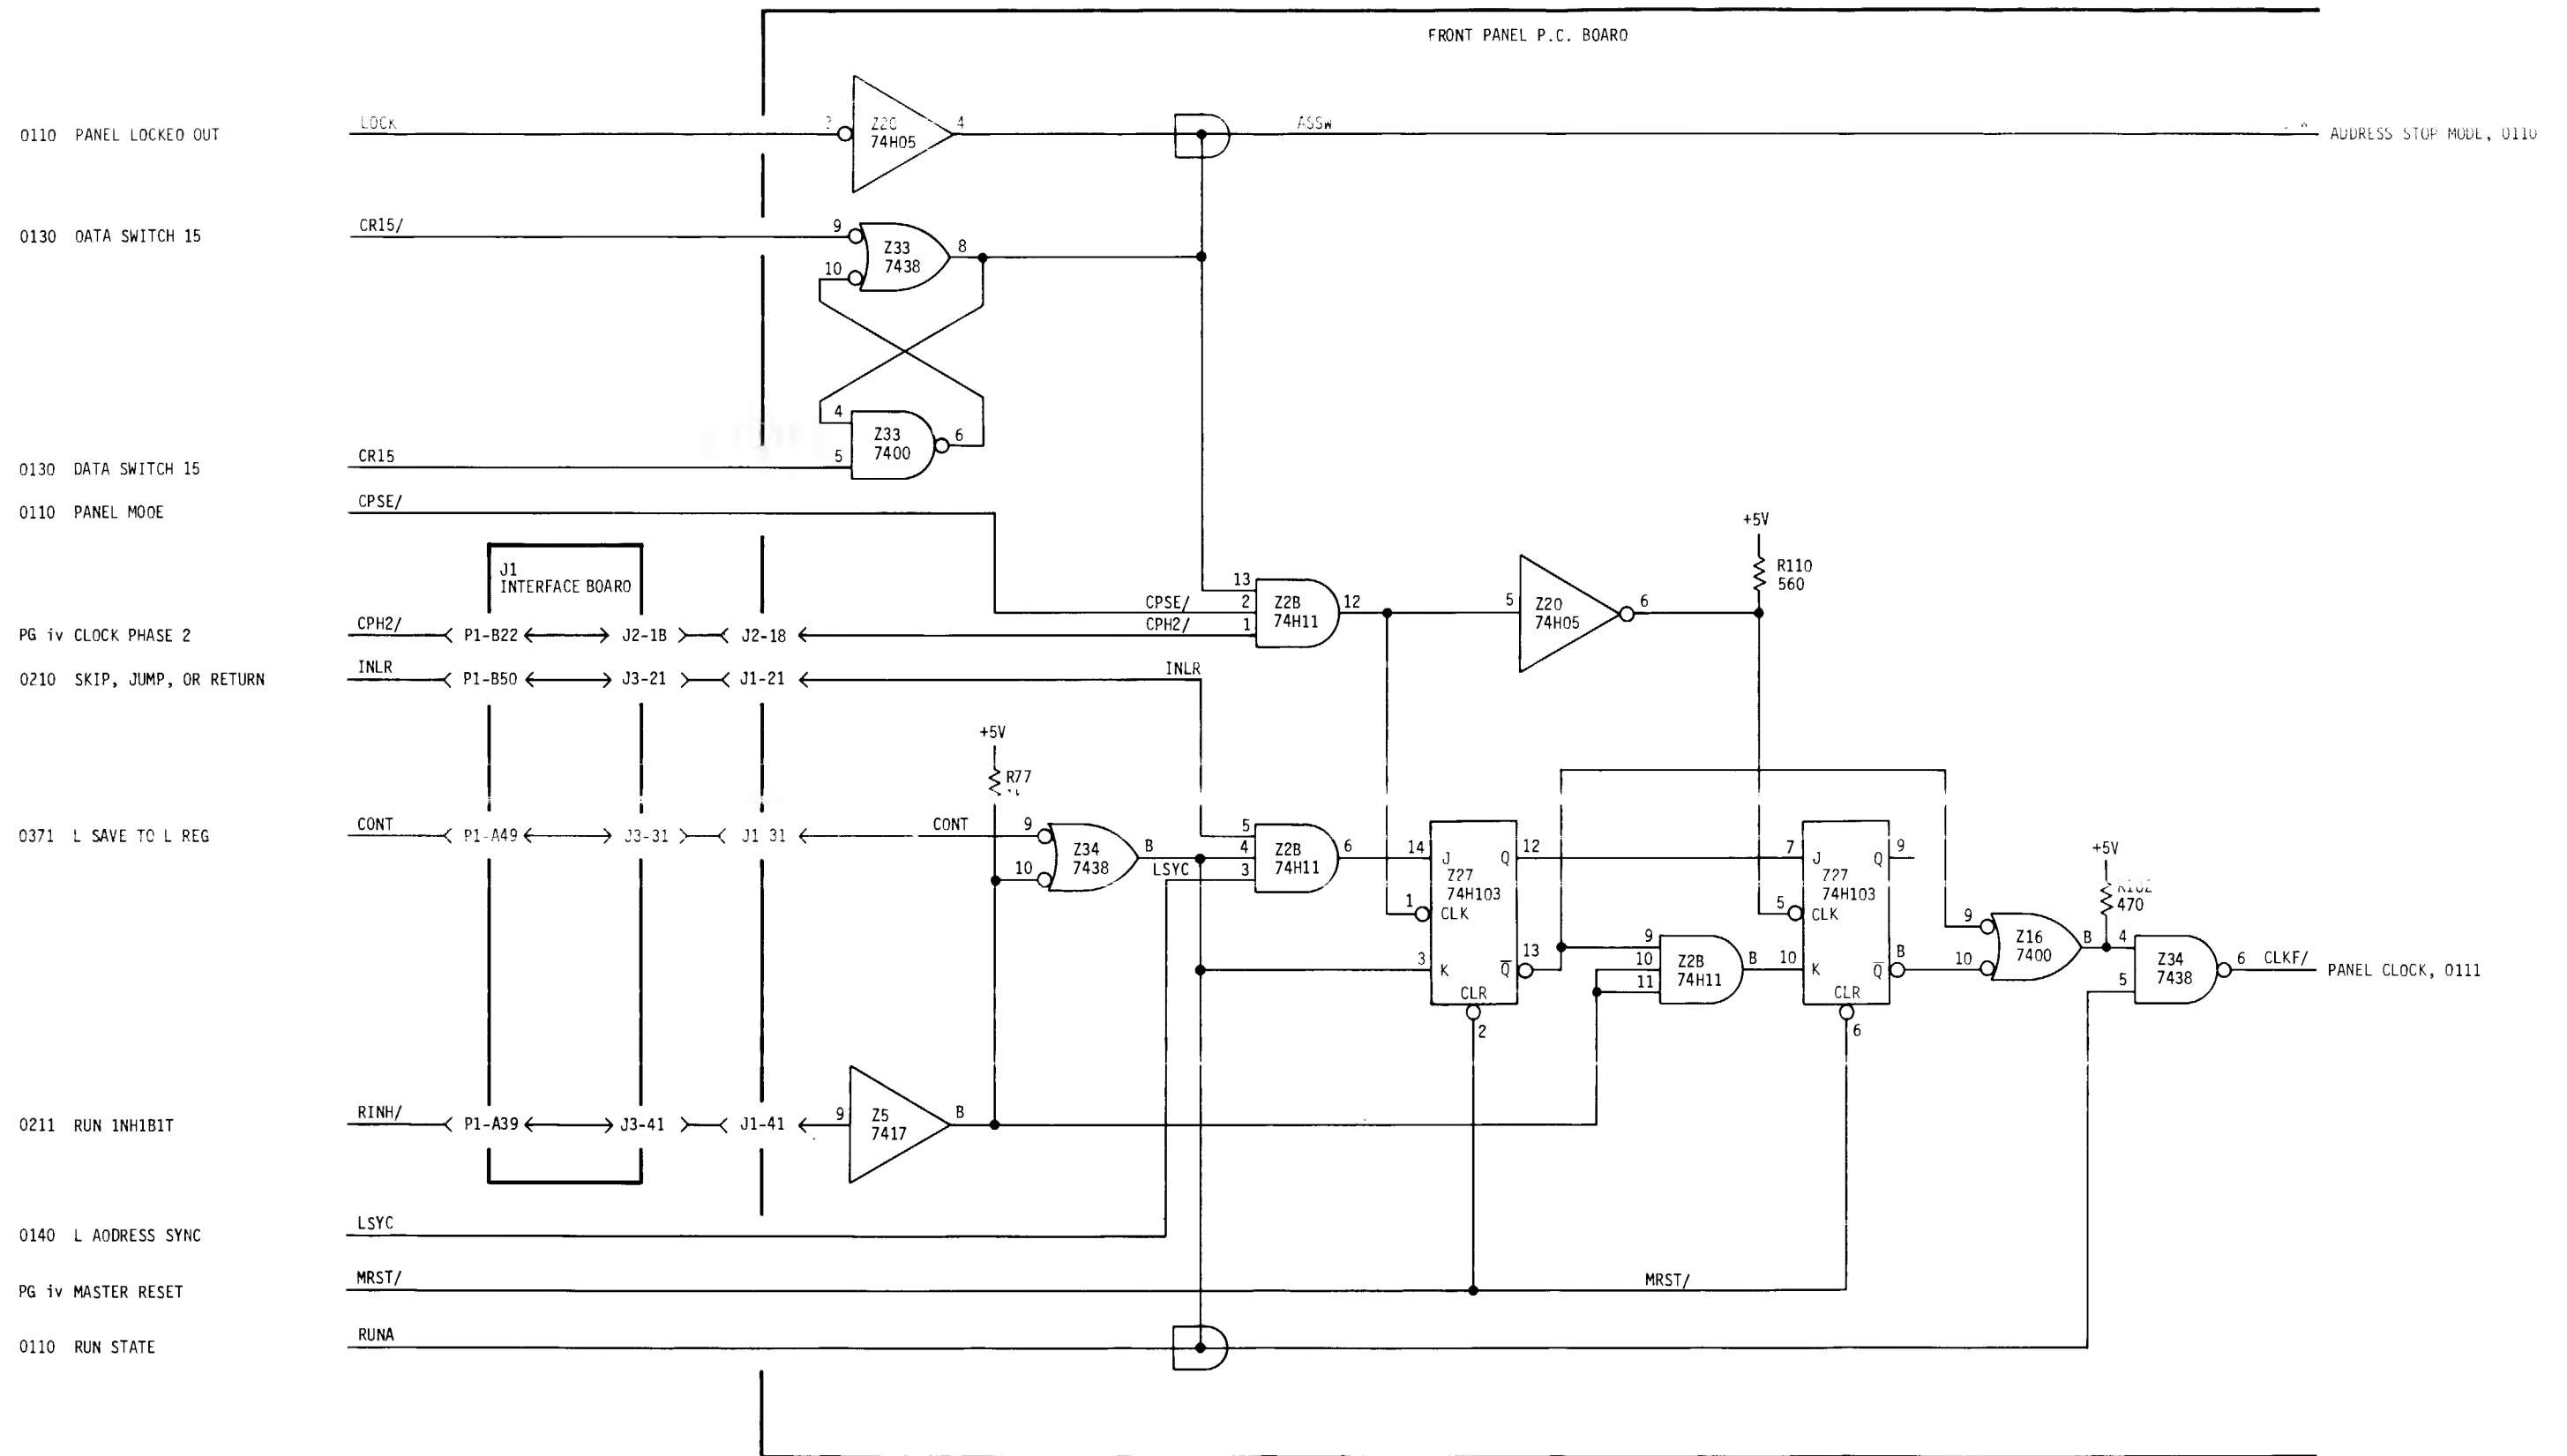 FRONT PANEL P.C. BOARD
0110 PANEL LOCKED OUT
LOCK
Z20
74H05
4
ASSW
ADDRESS STOP MODE, 0110
0130 OATA SWITCH 15
CR15/
9
10
Z33
7438
8
4
5
Z33
7400
6
0130 DATA SWITCH 15
CR15
0110 PANEL MOOE
CPSE/
J1
INTERFACE BOARD
+5V
R110
560
13
CPSE/ 2
CPH2/ 1
Z2B
74H11
12
5
Z20
74H05
6
PG iv CLOCK PHASE 2
CPH2/
P1-B22
J2-1B
J2-18
0210 SKIP, JUMP, OR RETURN
INLR
P1-B50
J3-21
J1-21
INLR
+5V
R77
0371 L SAVE TO L REG
CONT
P1-A49
J3-31
J1 31
CONT
9
10
Z34
7438
B
LSYC
5
4
3
Z2B
74H11
6
14
J
Q
12
Z27
74H103
1
CLK
3
K
Q
13
CLR
2
9
10
11
Z2B
74H11
B
7
J
Q
9
Z27
74H103
5
CLK
10
K
Q
B
CLR
6
9
10
Z16
7400
B
+5V
470
4
5
Z34
7438
6
CLKF/
PANEL CLOCK, 0111
0211 RUN 1NH1B1T
RINH/
P1-A39
J3-41
J1-41
9
Z5
7417
B
0140 L AODRESS SYNC
LSYC
PG iv MASTER RESET
MRST/
MRST/
0110 RUN STATE
RUNA